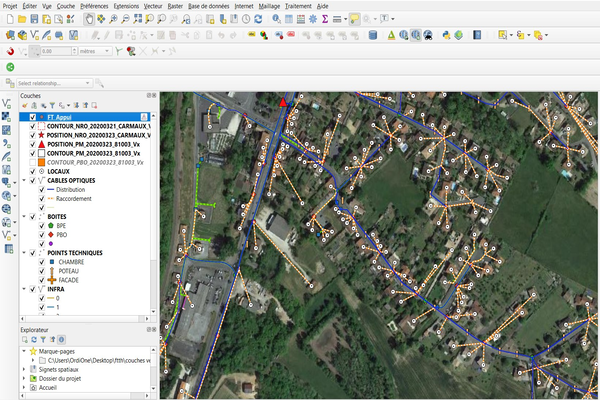 Projet Éditer Vue Couche Préférences Extensions Vecteur Raster Base de données Internet Maillage Traitement Aide
0.00 mètres
Select relationship...
Couches
FT_Appui
CONTOUR_NRO_20200321_CARMAUX_V
POSITION_NRO_20200323_CARMAUX_V
POSITION_PM_20200323_81003_Vx
CONTOUR_PM_20200323_81003_Vx
CONTOUR_PBO_20200323_81003_Vx
LOCAUX
CABLES OPTIQUES
Distribution
Raccordement
BOITES
BPE
PBO
POINTS TECHNIQUES
CHAMBRE
POTEAU
FACADE
INFRA
0
1
Explorateur
Marque-pages
C:\Users\OrdiOne\Desktop\ftth\couches ve
Signets spatiaux
Dossier du projet
Accueil